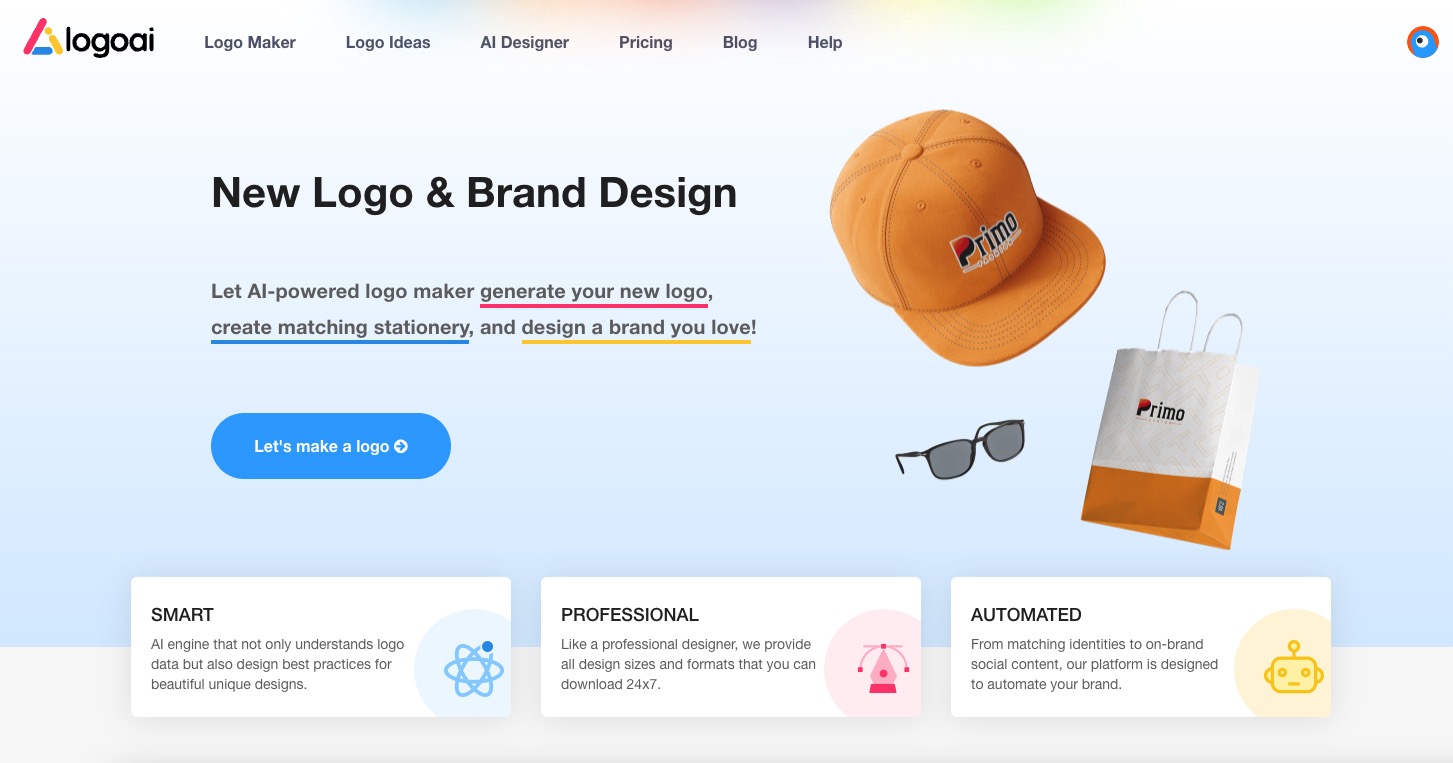 logoai
Logo Maker
Logo Ideas
AI Designer
Pricing
Blog
Help
New Logo & Brand Design
Let AI-powered logo maker generate your new logo,
create matching stationery, and design a brand you love!
Let's make a logo
Primo
Primo
SMART
AI engine that not only understands logo
data but also design best practices for
beautiful unique designs.
PROFESSIONAL
Like a professional designer, we provide
all design sizes and formats that you can
download 24x7.
AUTOMATED
From matching identities to on-brand
social content, our platform is designed
to automate your brand.